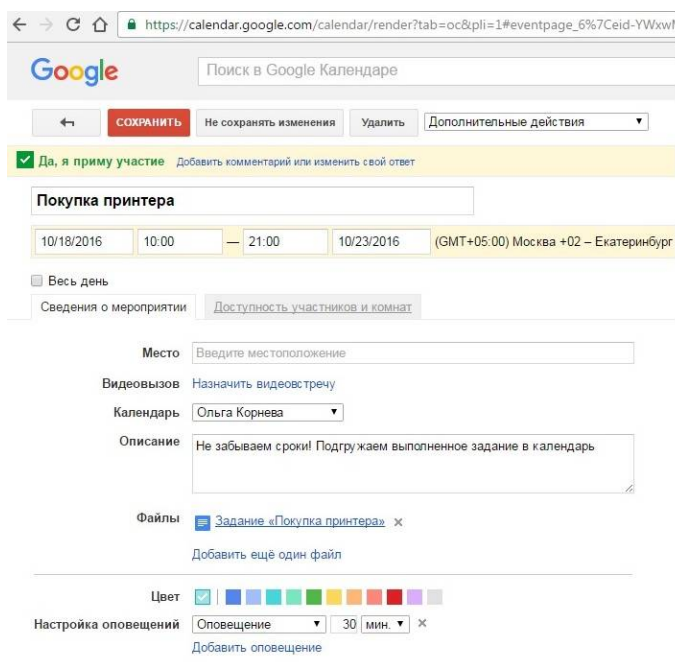 https://calendar.google.com/calendar/render?tab=oc&pli=1#eventpage_6%7Ceid-YWxwM
Google Поиск в Google Календаре
СОХРАНИТЬ Не сохранять изменения Удалить Дополнительные действия
Да, я приму участие Добавить комментарий или изменить свой ответ
Покупка принтера
10/18/2016 10:00 — 21:00 10/23/2016 (GMT+05:00) Москва +02 – Екатеринбург
Весь день
Сведения о мероприятии Доступность участников и комнат
Место Введите местоположение
Видеовызов Назначить видеовстречу
Календарь Ольга Корнева
Описание Не забываем сроки! Подгружаем выполненное задание в календарь
Файлы Задание «Покупка принтера» ×
Добавить ещё один файл
Цвет
Настройка оповещений Оповещение 30 мин. ×
Добавить оповещение